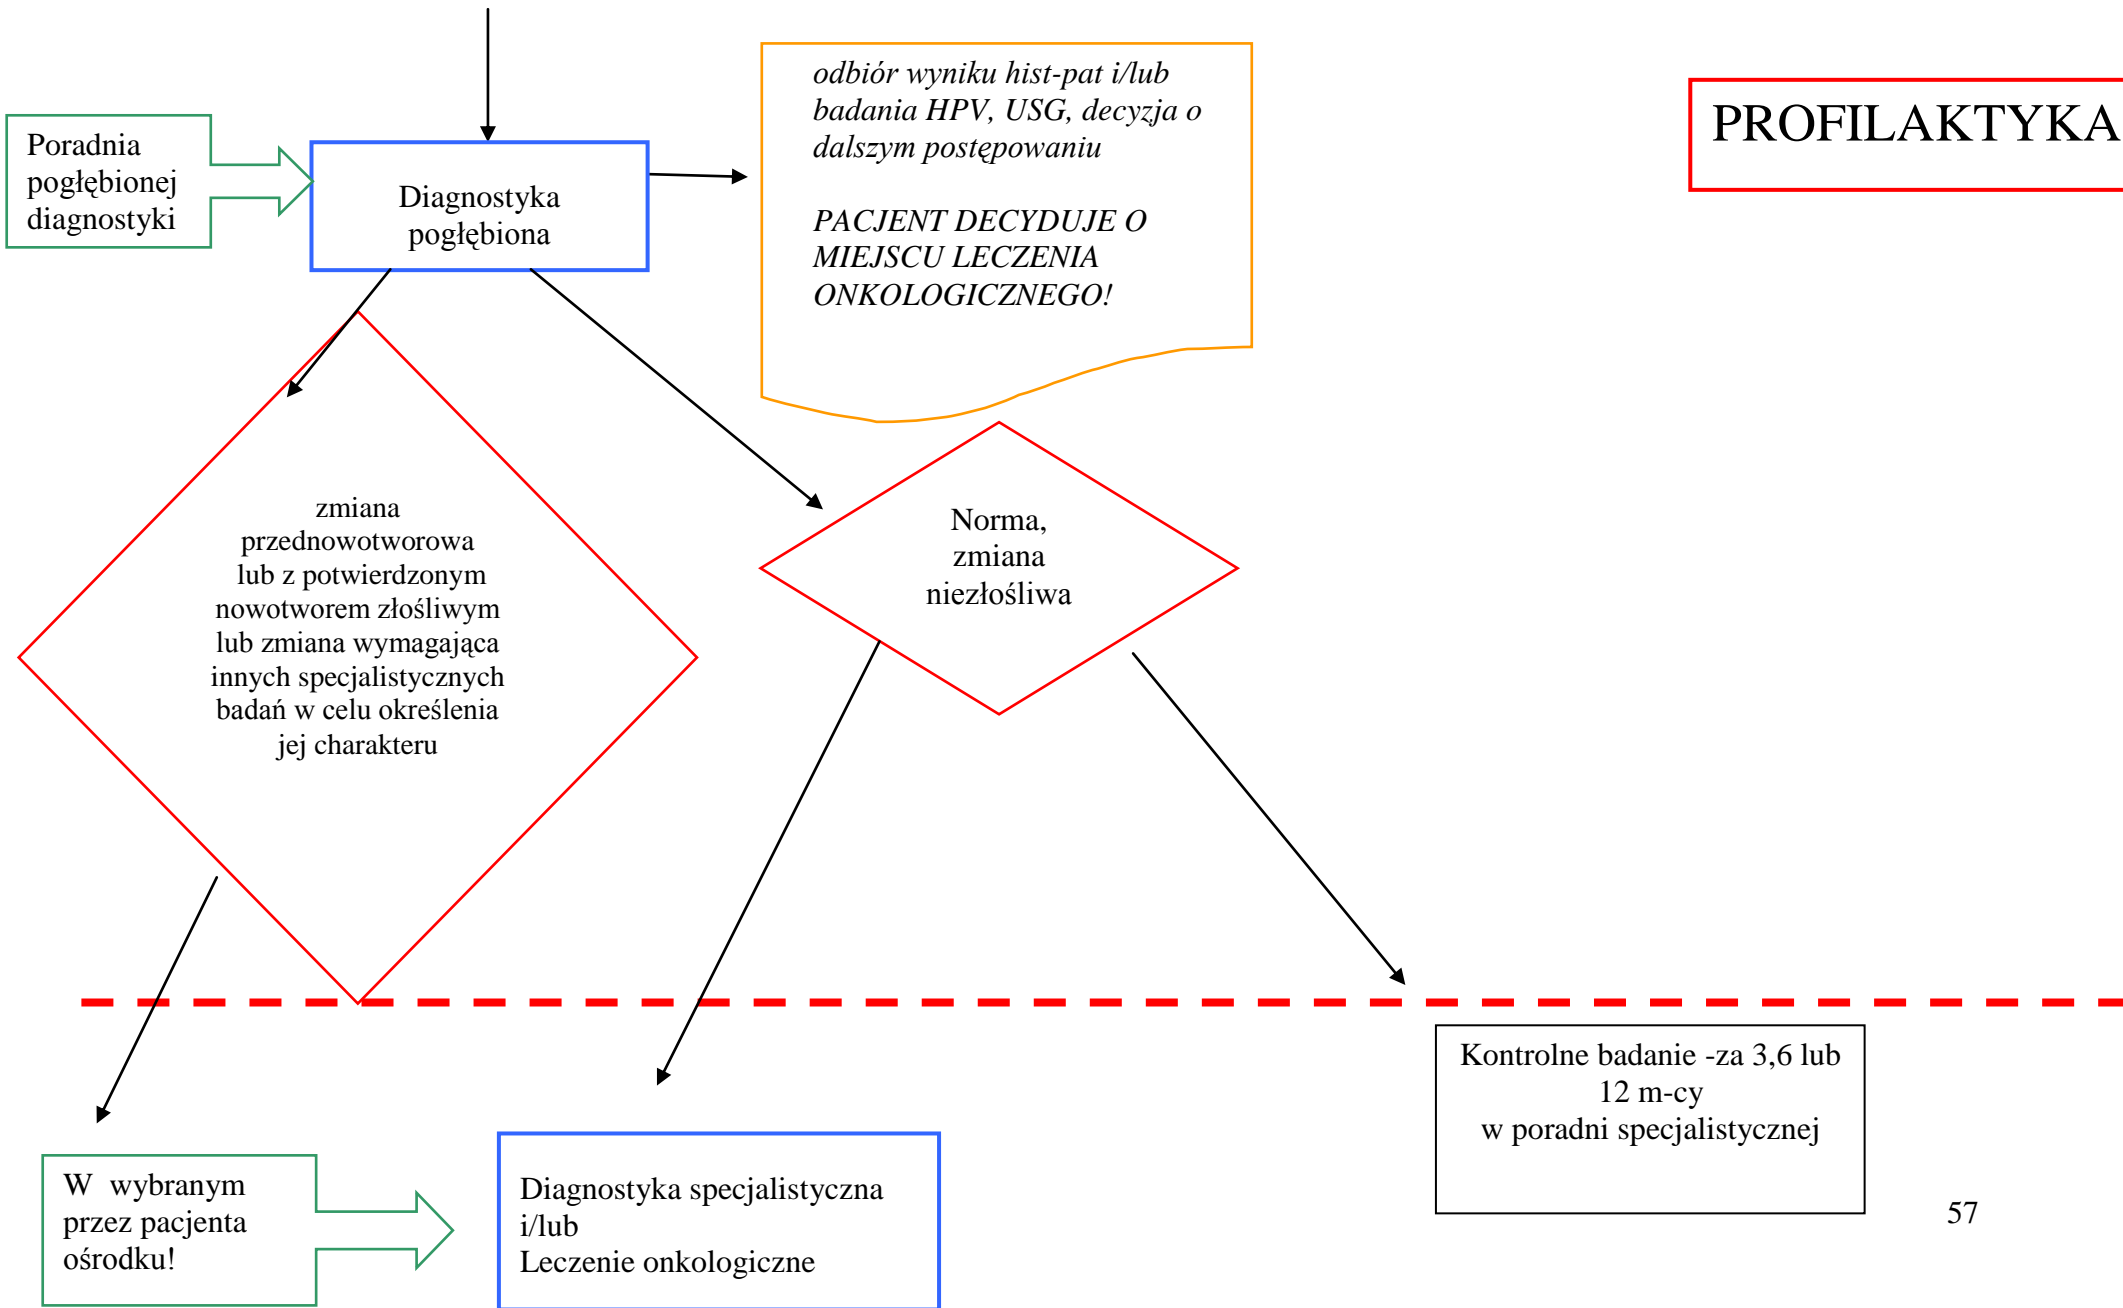 PROFILAKTYKA
odbiór wyniku hist-pat i/lub
badania HPV, USG, decyzja o
dalszym postępowaniu
PACJENT DECYDUJE O
MIEJSCU LECZENIA
ONKOLOGICZNEGO!
Poradnia
pogłębionej
diagnostyki
Diagnostyka
pogłębiona
zmiana
przednowotworowa
lub z potwierdzonym
nowotworem złośliwym
lub zmiana wymagająca
innych specjalistycznych
badań w celu określenia
jej charakteru
Norma,
zmiana
niezłośliwa
Kontrolne badanie -za 3,6 lub
12 m-cy
w poradni specjalistycznej
W wybranym
przez pacjenta
ośrodku!
Diagnostyka specjalistyczna
i/lub
Leczenie onkologiczne
57